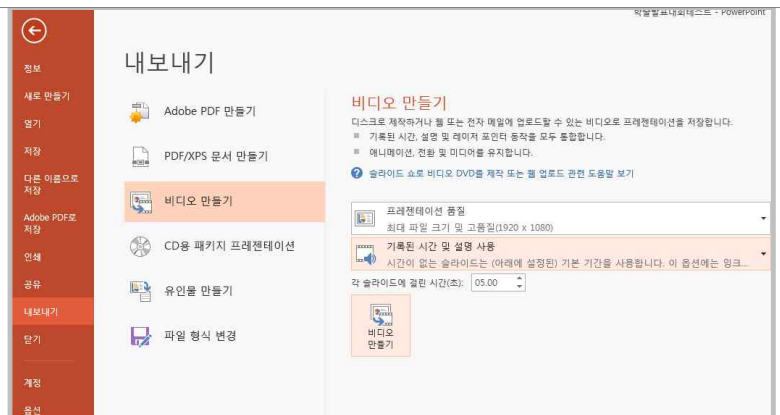 학술발표대회테스트 - PowerPoint
정보
새로 만들기
열기
저장
다른 이름으로
저장
Adobe PDF로
저장
인쇄
공유
내보내기
닫기
계정
옵션
내보내기
Adobe PDF 만들기
PDF/XPS 문서 만들기
비디오 만들기
CD용 패키지 프레젠테이션
유인물 만들기
파일 형식 변경
비디오 만들기
디스크로 제작하거나 웹 또는 전자 메일에 업로드할 수 있는 비디오로 프레젠테이션을 저장합니다.
기록된 시간, 설명 및 레이저 포인터 동작을 모두 통합합니다.
애니메이션, 전환 및 미디어를 유지합니다.
슬라이드 쇼로 비디오 DVD를 제작 또는 웹 업로드 관련 도움말 보기
프레젠테이션 품질
최대 파일 크기 및 고품질(1920 x 1080)
기록된 시간 및 설명 사용
시간이 없는 슬라이드는 (아래에 설정된) 기본 기간을 사용합니다. 이 옵션에는 잉크...
각 슬라이드에 걸린 시간(초): 05.00
비디오
만들기